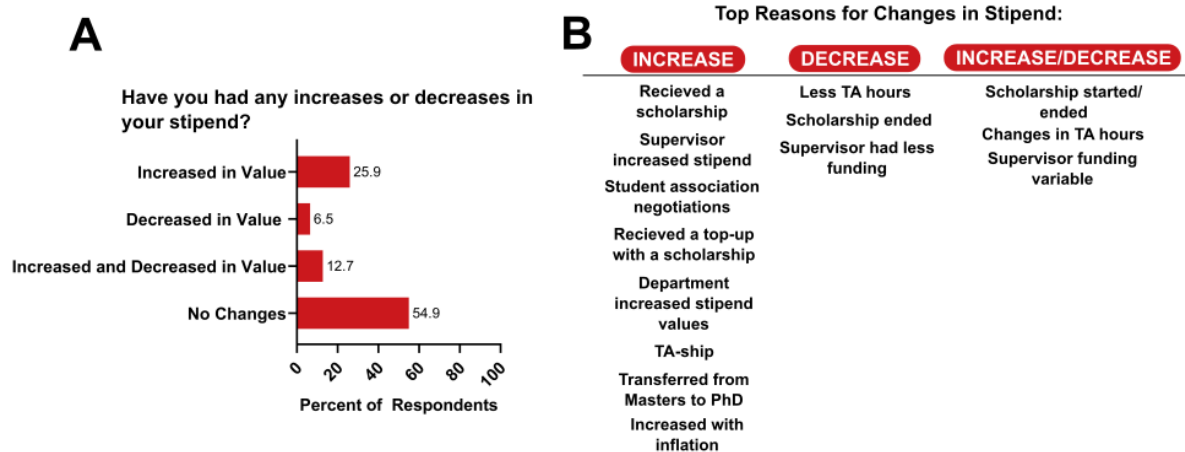 A
Have you had any increases or decreases in
your stipend?
Increased in Value
25.9
Decreased in Value
6.5
Increased and Decreased in Value
12.7
No Changes
54.9
0
20
40
60
80
100
Percent of Respondents
B
Top Reasons for Changes in Stipend:
INCREASE
Recieved a
scholarship
Supervisor
increased stipend
Student association
negotiations
Recieved a top-up
with a scholarship
Department
increased stipend
values
TA-ship
Transferred from
Masters to PhD
Increased with
inflation
DECREASE
Less TA hours
Scholarship ended
Supervisor had less
funding
INCREASE/DECREASE
Scholarship started/
ended
Changes in TA hours
Supervisor funding
variable